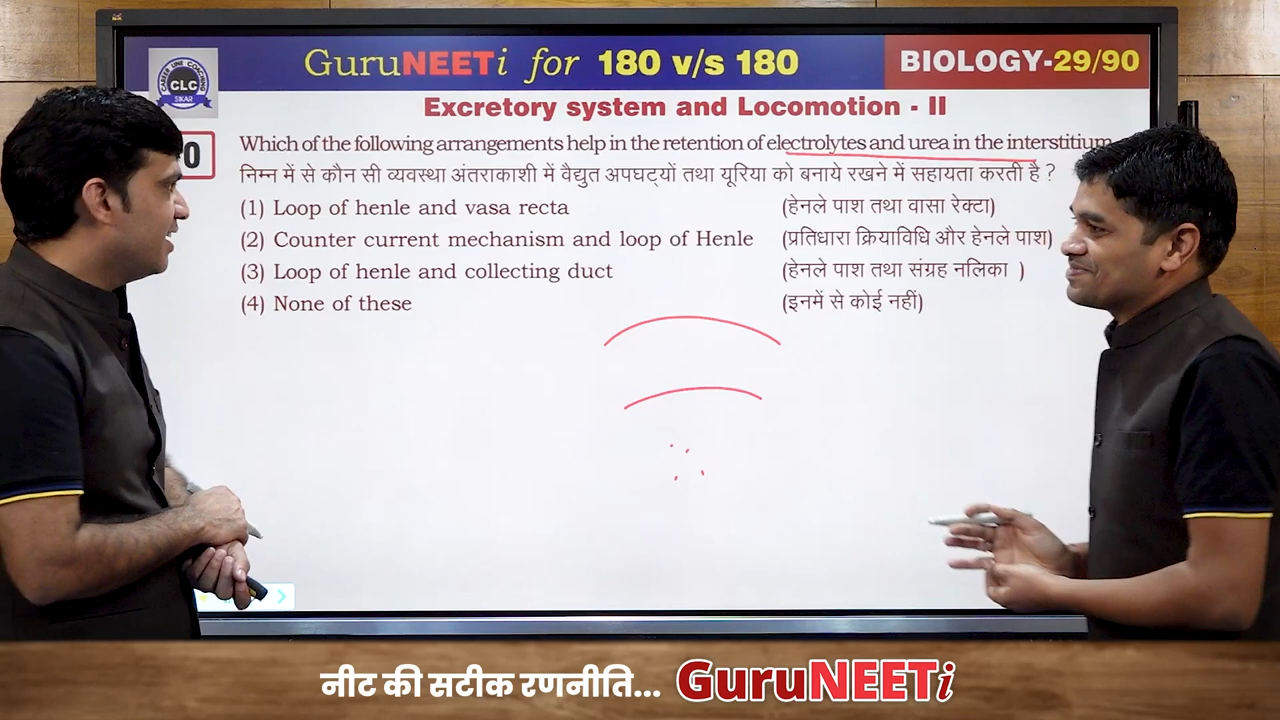 GuruNEETi for 180 v/s 180 BIOLOGY-29/90
CAREER LINE COACHING
CLC
SIKAR
Excretory system and Locomotion - II
0
Which of the following arrangements help in the retention of electrolytes and urea in the interstitium
निम्न में से कौन सी व्यवस्था अंतराकाशी में वैद्युत अपघट्यों तथा यूरिया को बनाये रखने में सहायता करती है ?
(1) Loop of henle and vasa recta (हेनले पाश तथा वासा रेक्टा)
(2) Counter current mechanism and loop of Henle (प्रतिधारा क्रियाविधि और हेनले पाश)
(3) Loop of henle and collecting duct (हेनले पाश तथा संग्रह नलिका )
(4) None of these (इनमें से कोई नहीं)
नीट की सटीक रणनीति... GuruNEETi